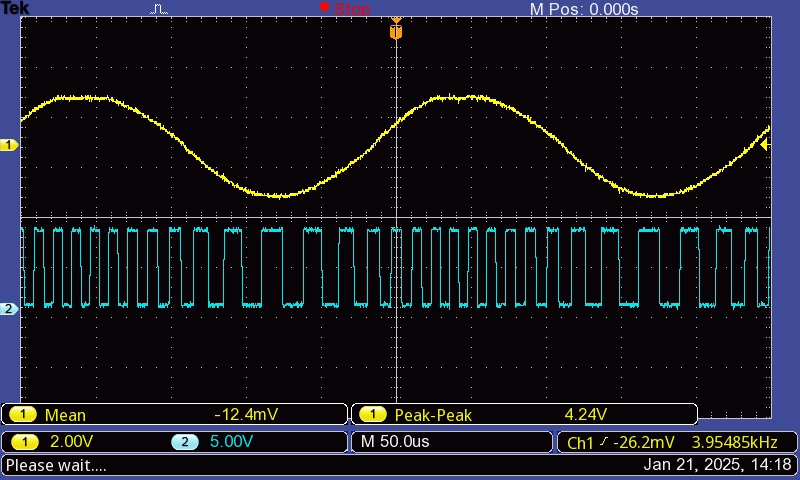 Tek Stop M Pos: 0.000s
T
1
2
1 Mean -12.4mV 1 Peak-Peak 4.24V
1 2.00V 2 5.00V M 50.0us Ch1 -26.2mV 3.95485kHz
Please wait.... Jan 21, 2025, 14:18